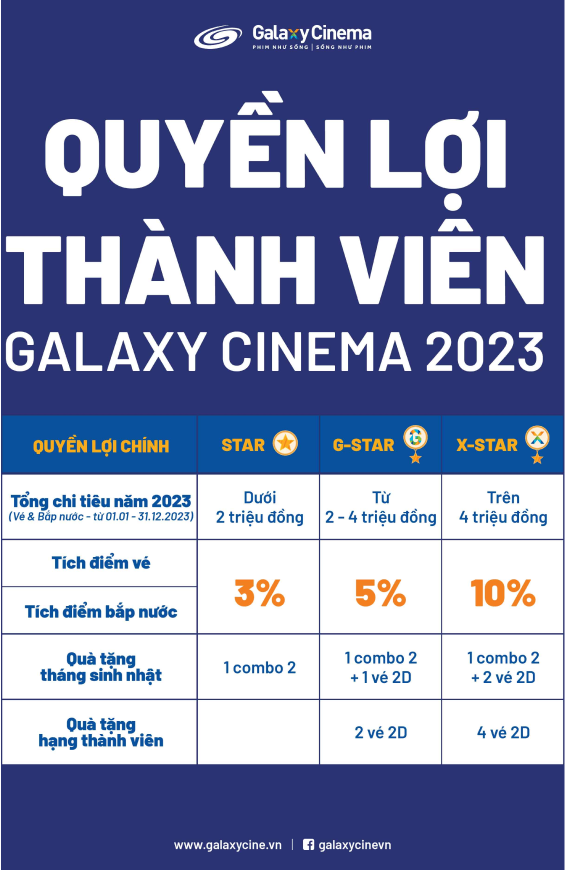 Galaxy Cinema
PHIM NHƯ SỐNG | SỐNG NHƯ PHIM
QUYỀN LỢI
THÀNH VIÊN
GALAXY CINEMA 2023
QUYỀN LỢI CHÍNH
STAR
G-STAR
G
X-STAR
X
Tổng chi tiêu năm 2023
(Vé & Bắp nước - từ 01.01 - 31.12.2023)
Dưới
2 triệu đồng
Từ
2 - 4 triệu đồng
Trên
4 triệu đồng
Tích điểm vé
Tích điểm bắp nước
3%
5%
10%
Quà tặng
tháng sinh nhật
1 combo 2
1 combo 2
+ 1 vé 2D
1 combo 2
+ 2 vé 2D
Quà tặng
hạng thành viên
2 vé 2D
4 vé 2D
www.galaxycine.vn | galaxycinevn